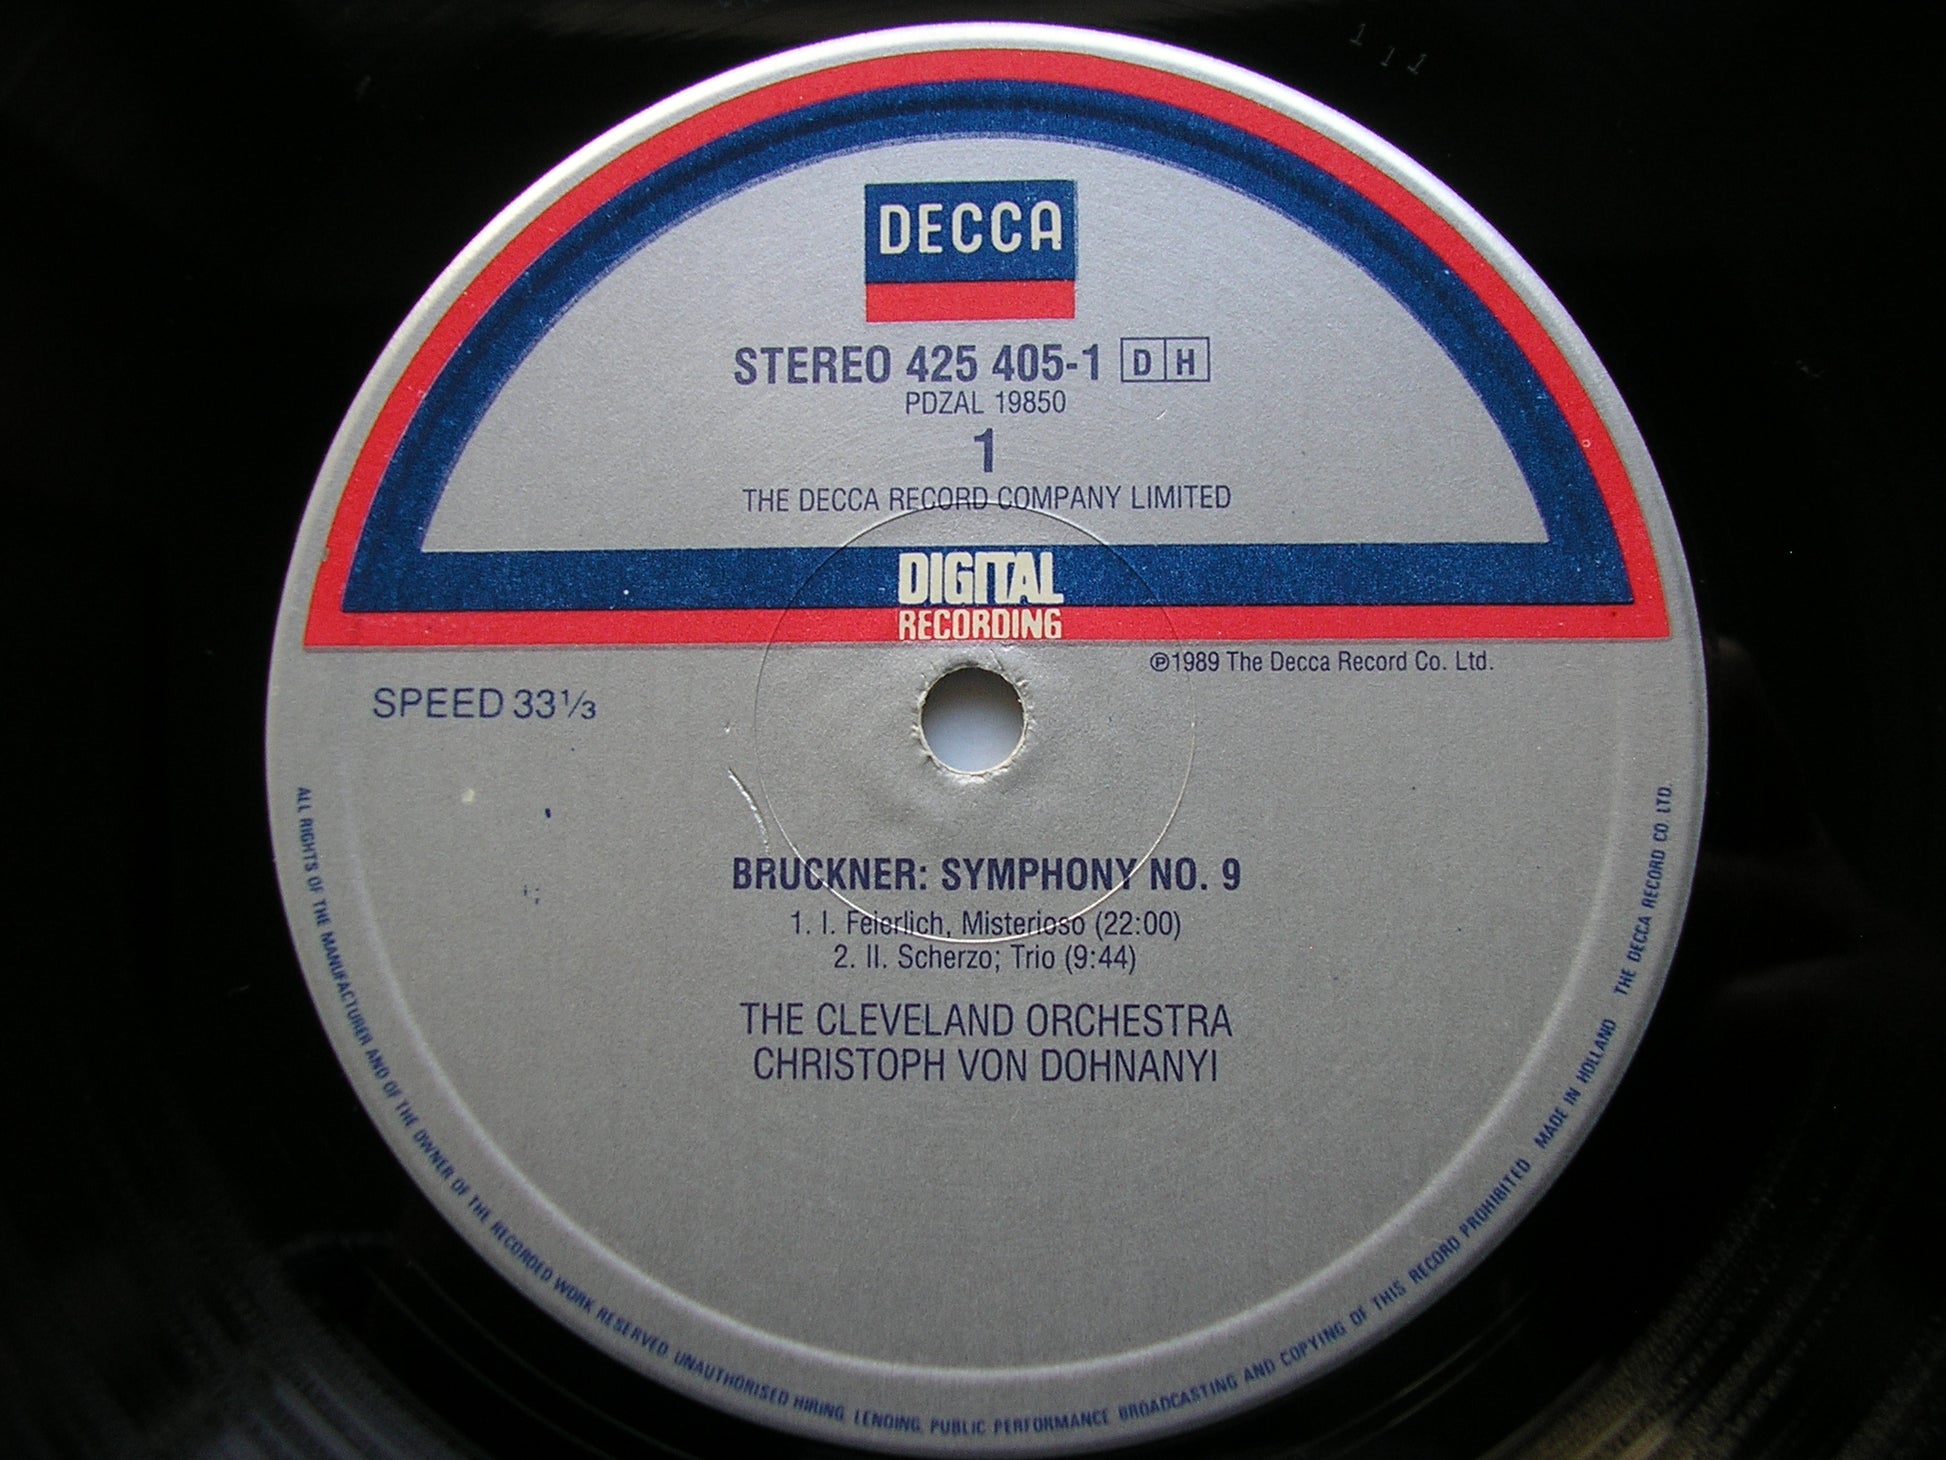 DECCA
STEREO 425 405-1 DH
PDZAL 19850
1
THE DECCA RECORD COMPANY LIMITED
DIGITAL
RECORDING
℗1989 The Decca Record Co. Ltd.
SPEED 33⅓
BRUCKNER: SYMPHONY NO. 9
1. I. Feierlich, Misterioso (22:00)
2. II. Scherzo; Trio (9:44)
THE CLEVELAND ORCHESTRA
CHRISTOPH VON DOHNANYI
ALL RIGHTS OF THE MANUFACTURER AND OF THE OWNER OF THE RECORDED WORK RESERVED UNAUTHORISED HIRING LENDING PUBLIC PERFORMANCE BROADCASTING AND COPYING OF THIS RECORD PROHIBITED MADE IN HOLLAND THE DECCA RECORD CO LTD.
1 1 1